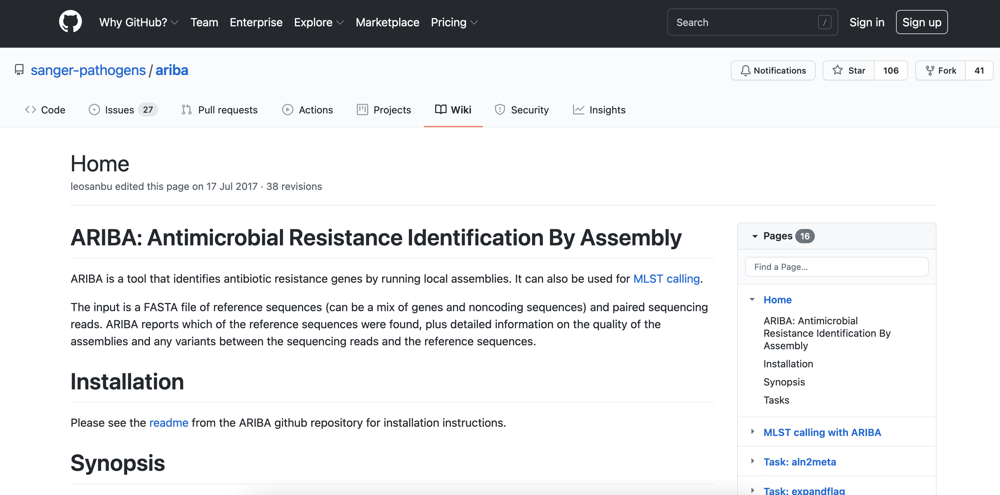 Why GitHub? Team Enterprise Explore Marketplace Pricing Search / Sign in Sign up
sanger-pathogens / ariba Notifications Star 106 Fork 41
Code Issues 27 Pull requests Actions Projects Wiki Security Insights
Home
leosanbu edited this page on 17 Jul 2017 · 38 revisions
ARIBA: Antimicrobial Resistance Identification By Assembly
ARIBA is a tool that identifies antibiotic resistance genes by running local assemblies. It can also be used for MLST calling.
The input is a FASTA file of reference sequences (can be a mix of genes and noncoding sequences) and paired sequencing
reads. ARIBA reports which of the reference sequences were found, plus detailed information on the quality of the
assemblies and any variants between the sequencing reads and the reference sequences.
Installation
Please see the readme from the ARIBA github repository for installation instructions.
Synopsis
Pages 16
Find a Page...
Home
ARIBA: Antimicrobial
Resistance Identification By
Assembly
Installation
Synopsis
Tasks
MLST calling with ARIBA
Task: aln2meta
Task: expandflag